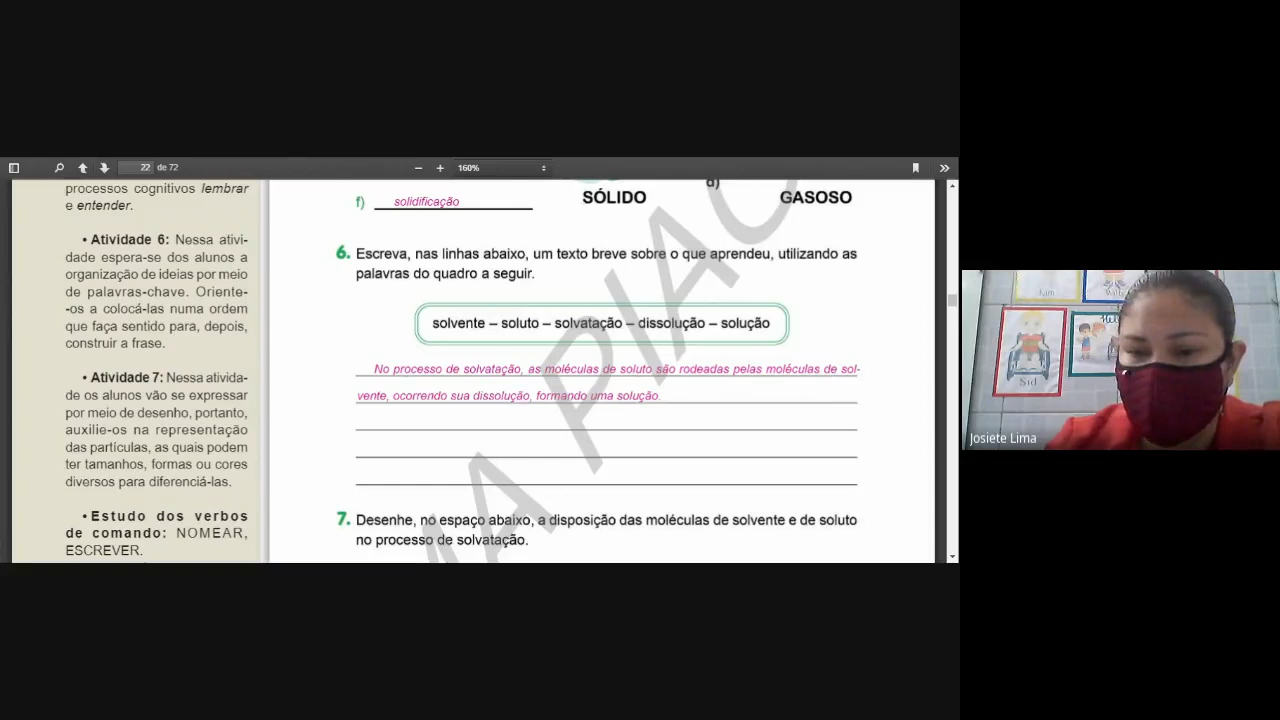 22 de 72
160%
processos cognitivos lembrar
e entender.
• Atividade 6: Nessa ativi-
dade espera-se dos alunos a
organização de ideias por meio
de palavras-chave. Oriente-
-os a colocá-las numa ordem
que faça sentido para, depois,
construir a frase.
• Atividade 7: Nessa ativida-
de os alunos vão se expressar
por meio de desenho, portanto,
auxilie-os na representação
das partículas, as quais podem
ter tamanhos, formas ou cores
diversos para diferenciá-las.
• Estudo dos verbos
de comando: NOMEAR,
ESCREVER.
d)
f) solidificação SÓLIDO GASOSO
6. Escreva, nas linhas abaixo, um texto breve sobre o que aprendeu, utilizando as
palavras do quadro a seguir.
solvente – soluto – solvatação – dissolução – solução
No processo de solvatação, as moléculas de soluto são rodeadas pelas moléculas de sol-
vente, ocorrendo sua dissolução, formando uma solução.
7. Desenhe, no espaço abaixo, a disposição das moléculas de solvente e de soluto
no processo de solvatação.
MA PIAC
Kim
Sid
Josiete Lima